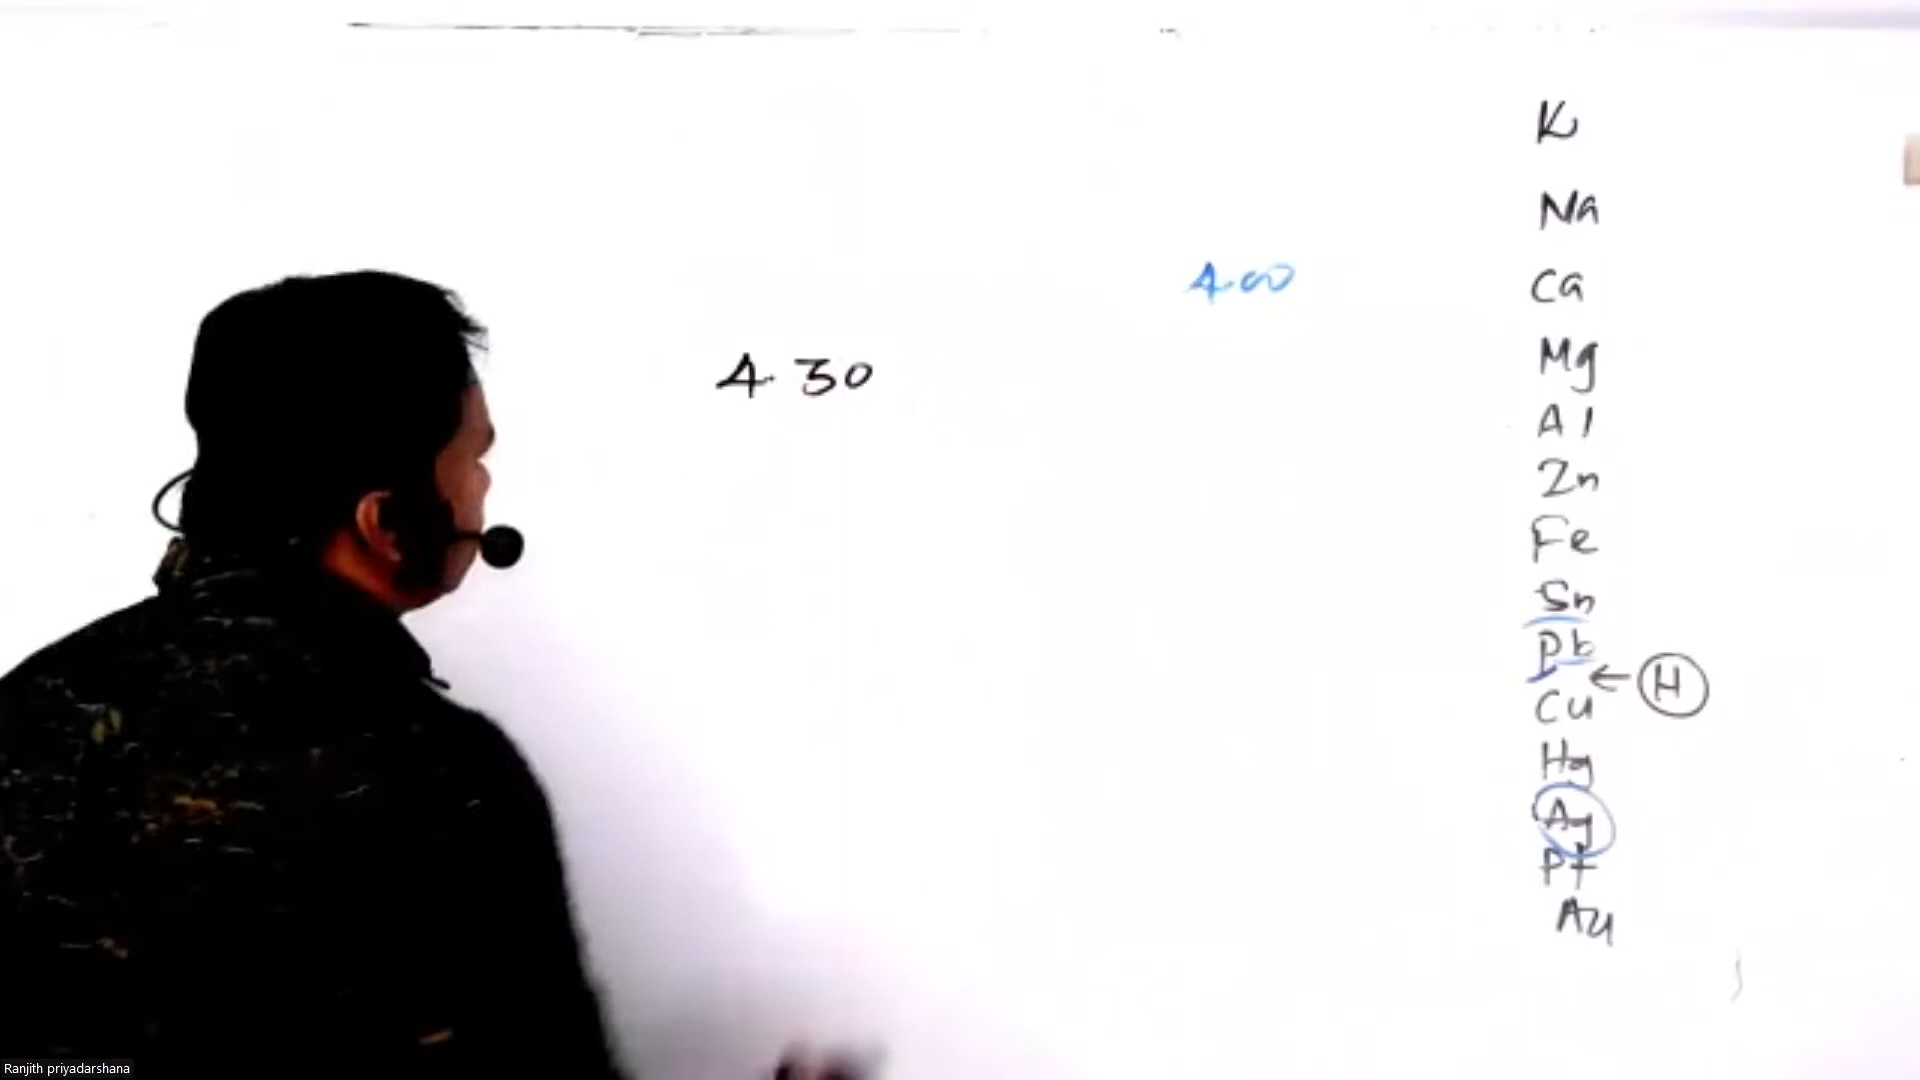 K
Na
4.00
Ca
4.30
Mg
Al
Zn
Fe
Sn
Pb
← H
Cu
Hg
Ag
Pt
Au
Ranjith priyadarshana